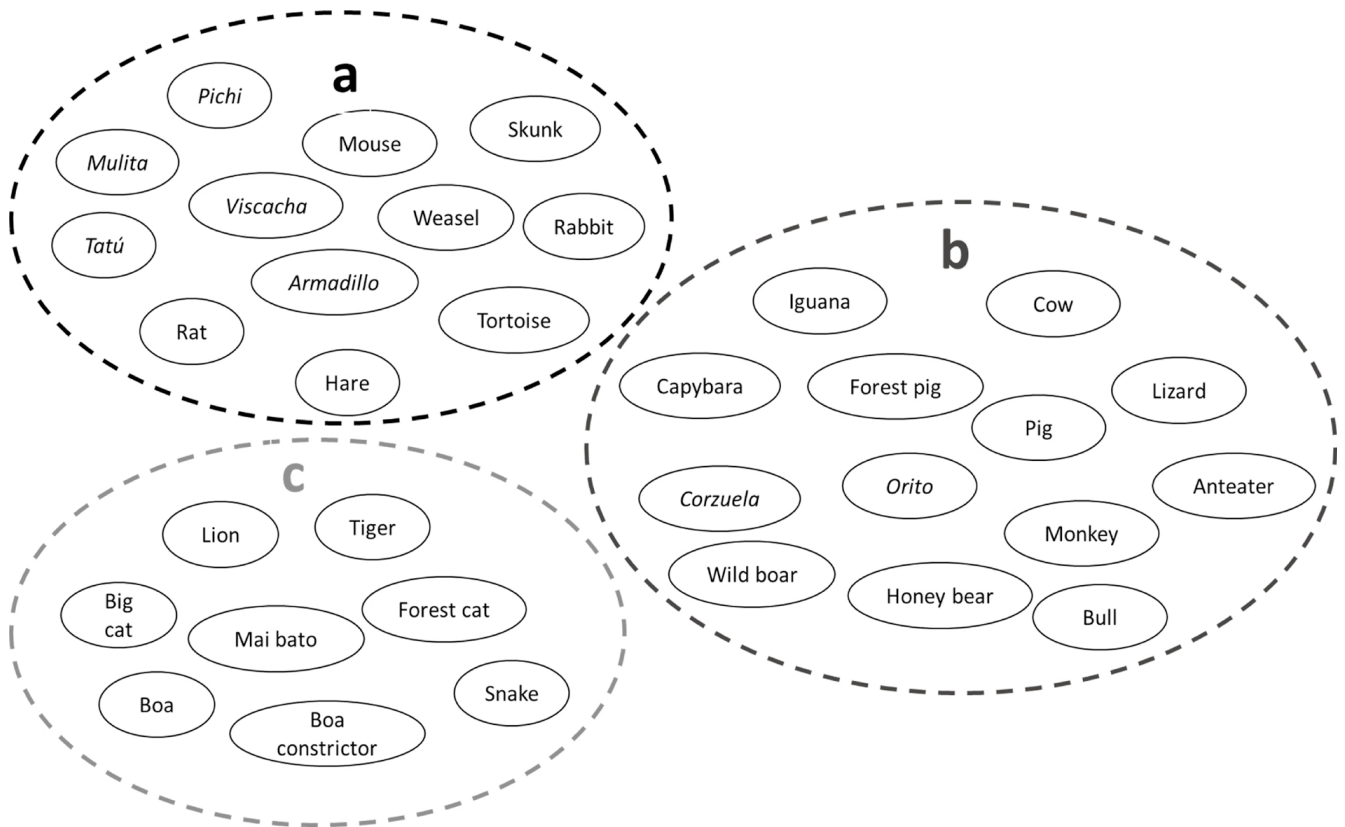 a
Pichi
Mouse
Skunk
Mulita
Viscacha
Weasel
Rabbit
Tatú
Armadillo
Rat
Tortoise
Hare
b
Iguana
Cow
Capybara
Forest pig
Lizard
Pig
Corzuela
Orito
Anteater
Monkey
Wild boar
Honey bear
Bull
c
Lion
Tiger
Big
cat
Mai bato
Forest cat
Boa
Snake
Boa
constrictor